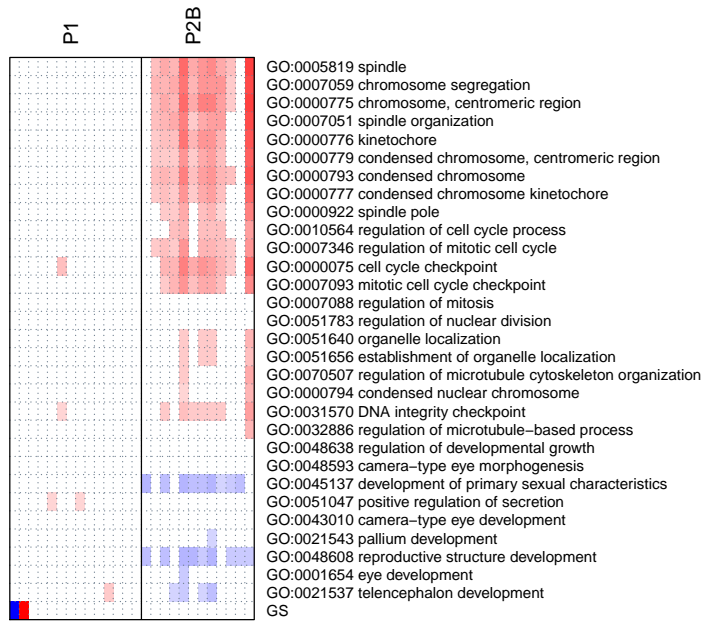 P1 P2B
GO:0005819 spindle
GO:0007059 chromosome segregation
GO:0000775 chromosome, centromeric region
GO:0007051 spindle organization
GO:0000776 kinetochore
GO:0000779 condensed chromosome, centromeric region
GO:0000793 condensed chromosome
GO:0000777 condensed chromosome kinetochore
GO:0000922 spindle pole
GO:0010564 regulation of cell cycle process
GO:0007346 regulation of mitotic cell cycle
GO:0000075 cell cycle checkpoint
GO:0007093 mitotic cell cycle checkpoint
GO:0007088 regulation of mitosis
GO:0051783 regulation of nuclear division
GO:0051640 organelle localization
GO:0051656 establishment of organelle localization
GO:0070507 regulation of microtubule cytoskeleton organization
GO:0000794 condensed nuclear chromosome
GO:0031570 DNA integrity checkpoint
GO:0032886 regulation of microtubule−based process
GO:0048638 regulation of developmental growth
GO:0048593 camera−type eye morphogenesis
GO:0045137 development of primary sexual characteristics
GO:0051047 positive regulation of secretion
GO:0043010 camera−type eye development
GO:0021543 pallium development
GO:0048608 reproductive structure development
GO:0001654 eye development
GO:0021537 telencephalon development
GS